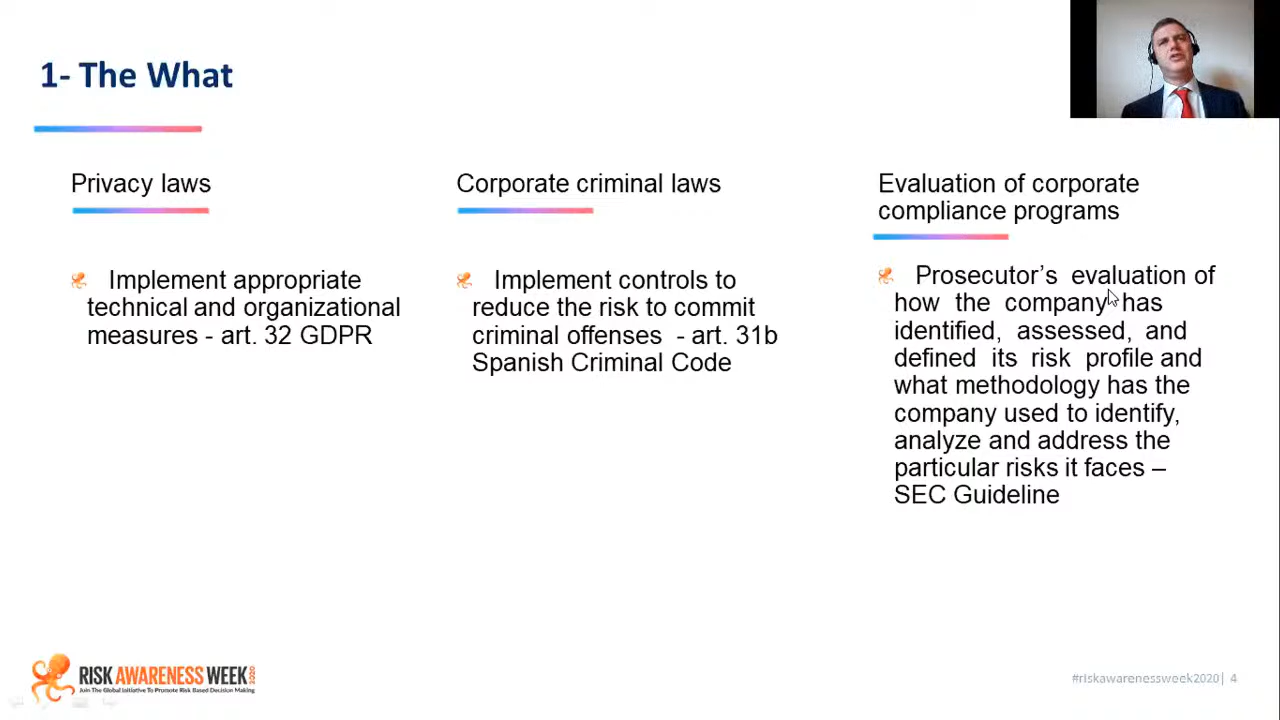 1- The What
Privacy laws
Implement appropriate
technical and organizational
measures - art. 32 GDPR
Corporate criminal laws
Implement controls to
reduce the risk to commit
criminal offenses - art. 31b
Spanish Criminal Code
Evaluation of corporate
compliance programs
Prosecutor's evaluation of
how the company has
identified, assessed, and
defined its risk profile and
what methodology has the
company used to identify,
analyze and address the
particular risks it faces –
SEC Guideline
RISK AWARENESS WEEK 2020
Join The Global Initiative To Promote Risk Based Decision Making
#riskawarenessweek2020| 4